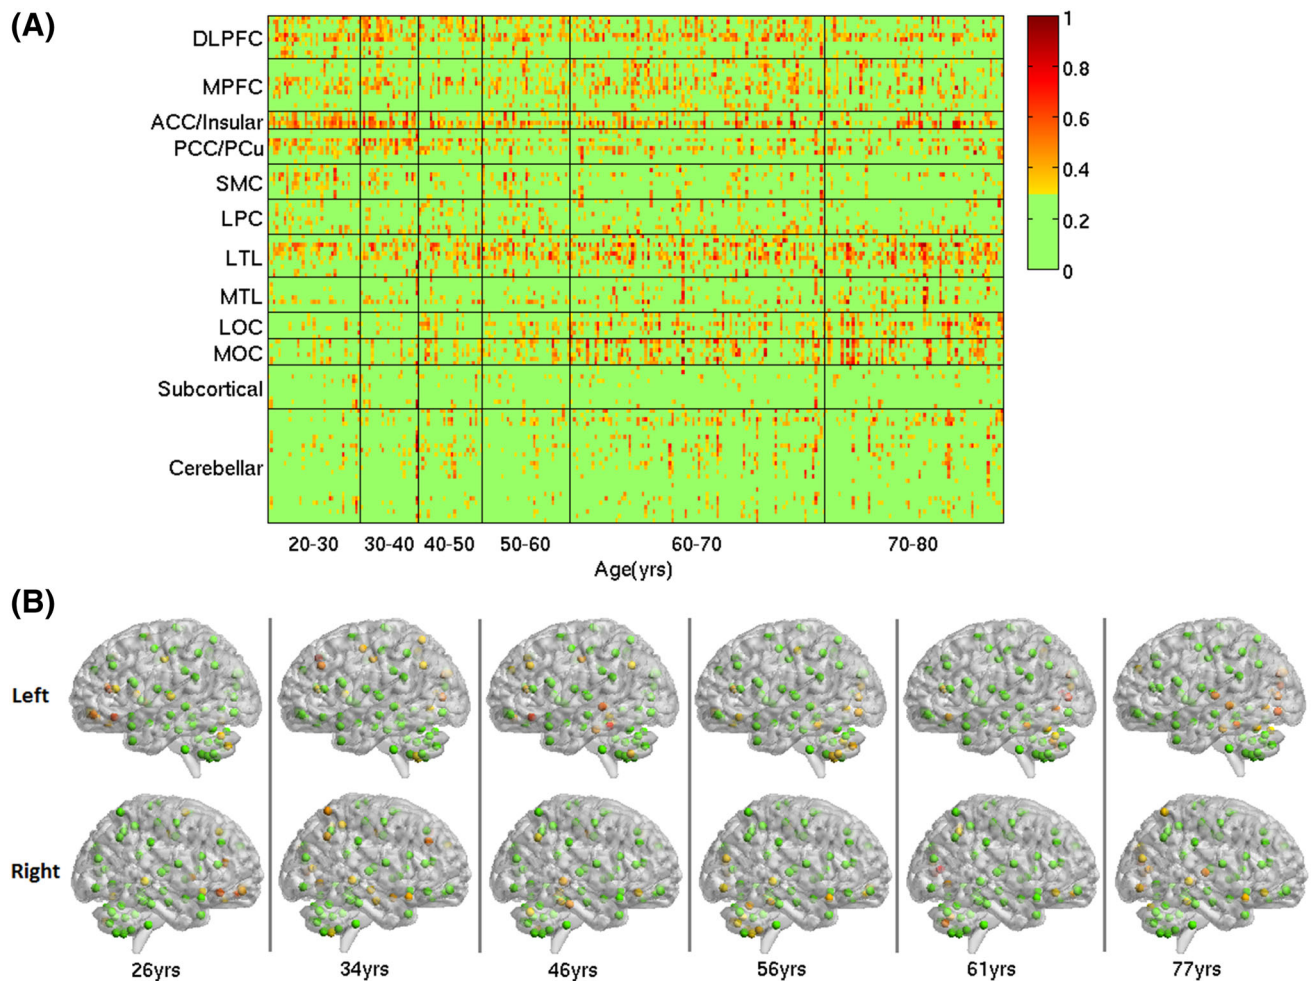 (A)
DLPFC
MPFC
ACC/Insular
PCC/PCu
SMC
LPC
LTL
MTL
LOC
MOC
Subcortical
Cerebellar
1
0.8
0.6
0.4
0.2
0
20-30 30-40 40-50 50-60 60-70 70-80
Age(yrs)
(B)
Left
Right
26yrs 34yrs 46yrs 56yrs 61yrs 77yrs